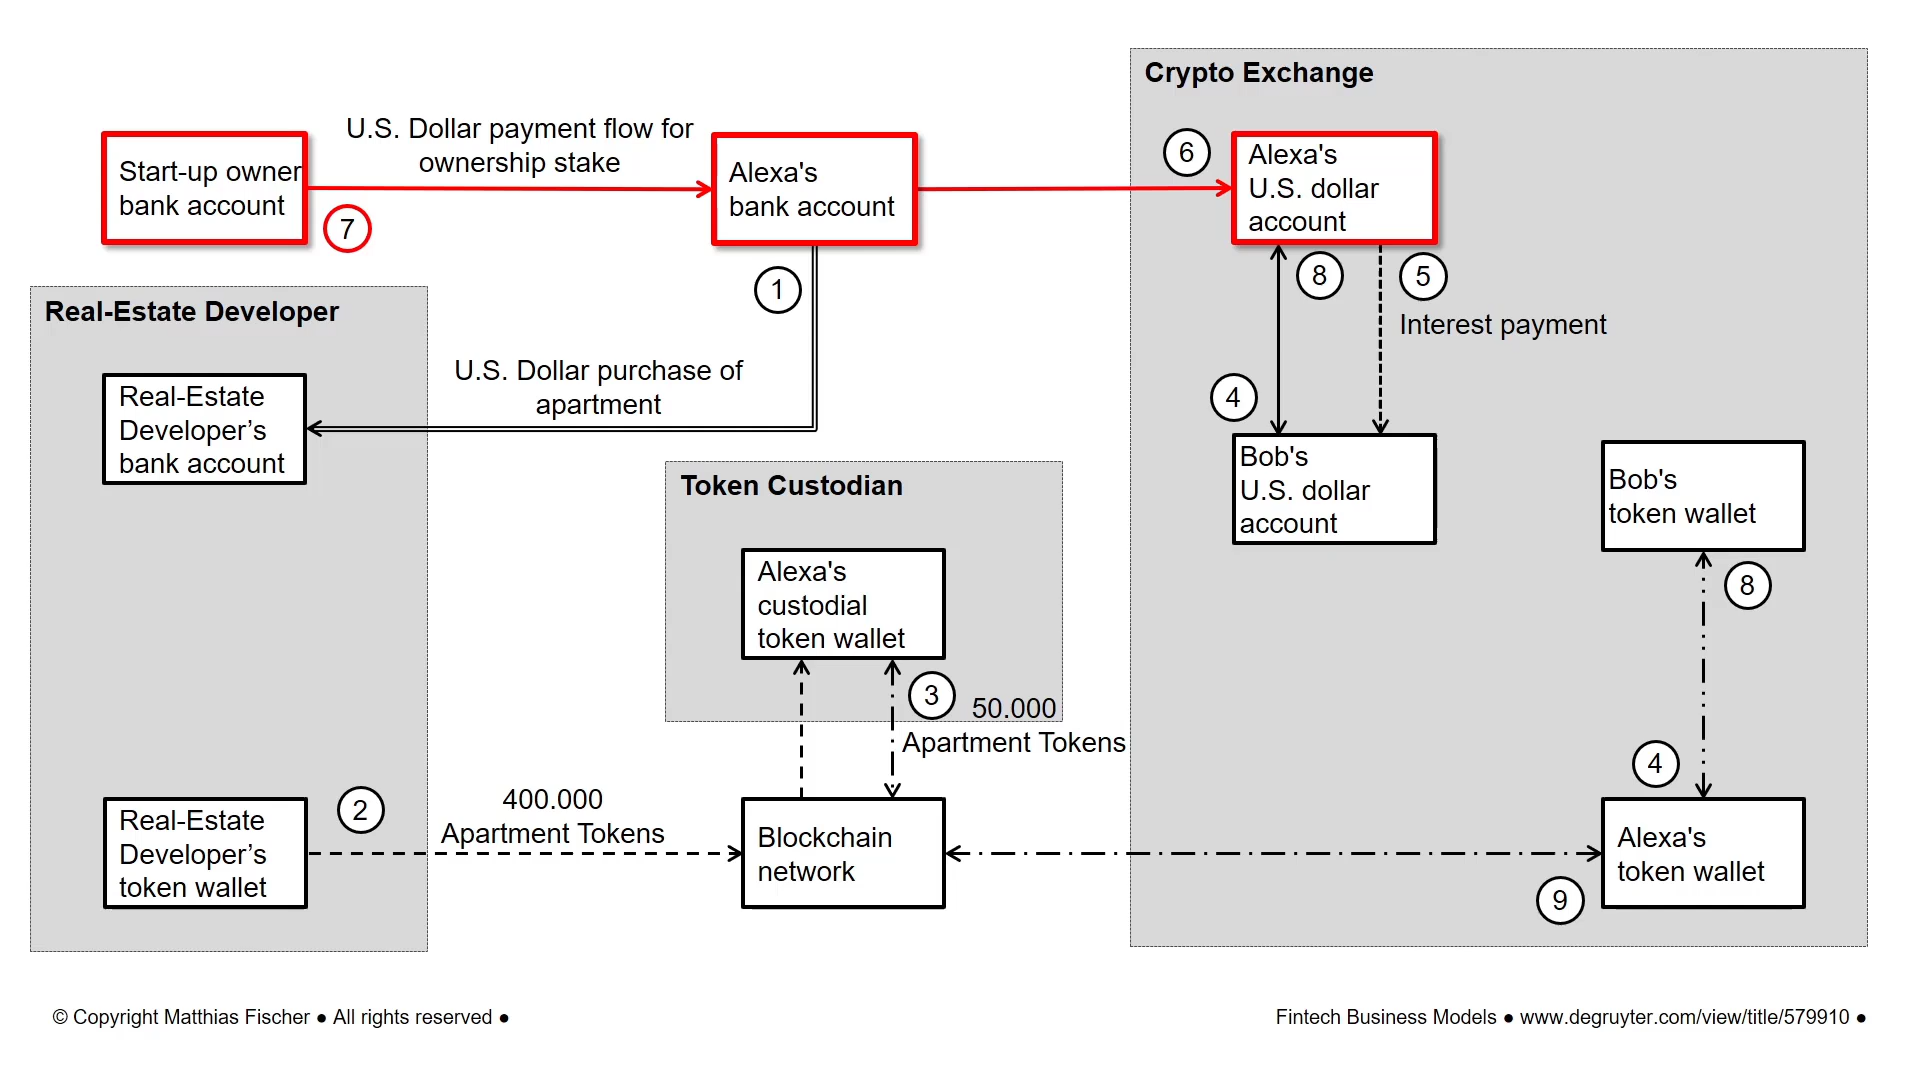 Crypto Exchange
U.S. Dollar payment flow for
ownership stake
Start-up owner
bank account
7
Alexa's
bank account
6
Alexa's
U.S. dollar
account
1
8
5
Interest payment
Real-Estate Developer
U.S. Dollar purchase of
apartment
Real-Estate
Developer’s
bank account
4
Bob's
U.S. dollar
account
Bob's
token wallet
8
Token Custodian
Alexa's
custodial
token wallet
3
50.000
Apartment Tokens
4
2
400.000
Apartment Tokens
Real-Estate
Developer’s
token wallet
Blockchain
network
Alexa's
token wallet
9
© Copyright Matthias Fischer ● All rights reserved ●
Fintech Business Models ● www.degruyter.com/view/title/579910 ●